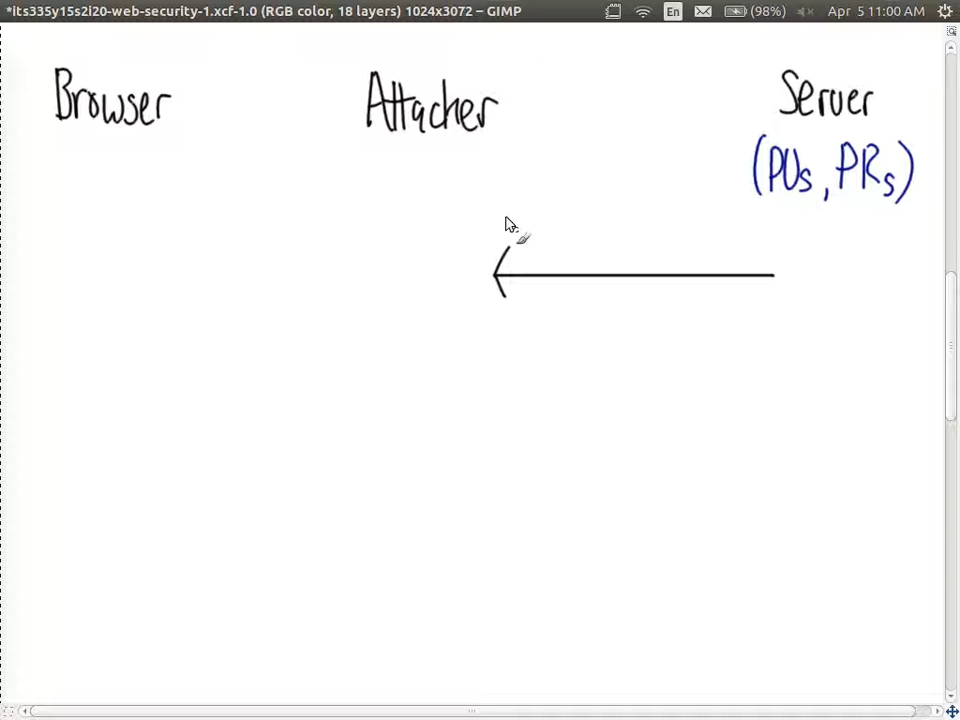 *its335y15s2i20-web-security-1.xcf-1.0 (RGB color, 18 layers) 1024x3072 – GIMP En (98%) Apr 5 11:00 AM
Browser Attacker Server
(PUs, PRs)